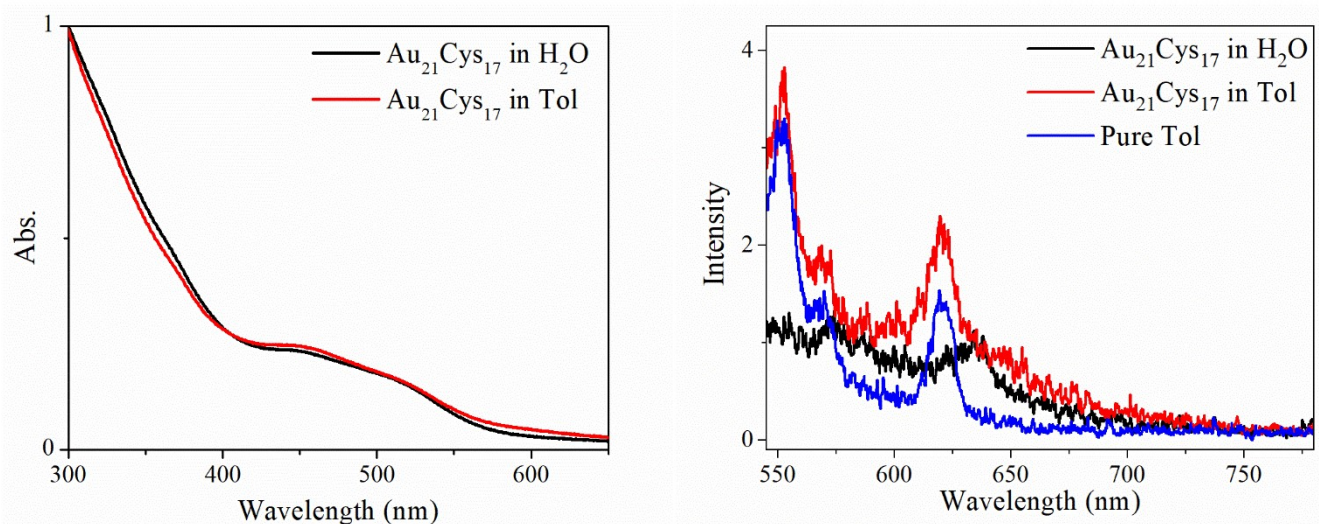 1
Au₂₁Cys₁₇ in H₂O
Au₂₁Cys₁₇ in Tol
Abs.
0
300 400 500 600
Wavelength (nm)
4
Au₂₁Cys₁₇ in H₂O
Au₂₁Cys₁₇ in Tol
Pure Tol
Intensity
2
0
550 600 650 700 750
Wavelength (nm)